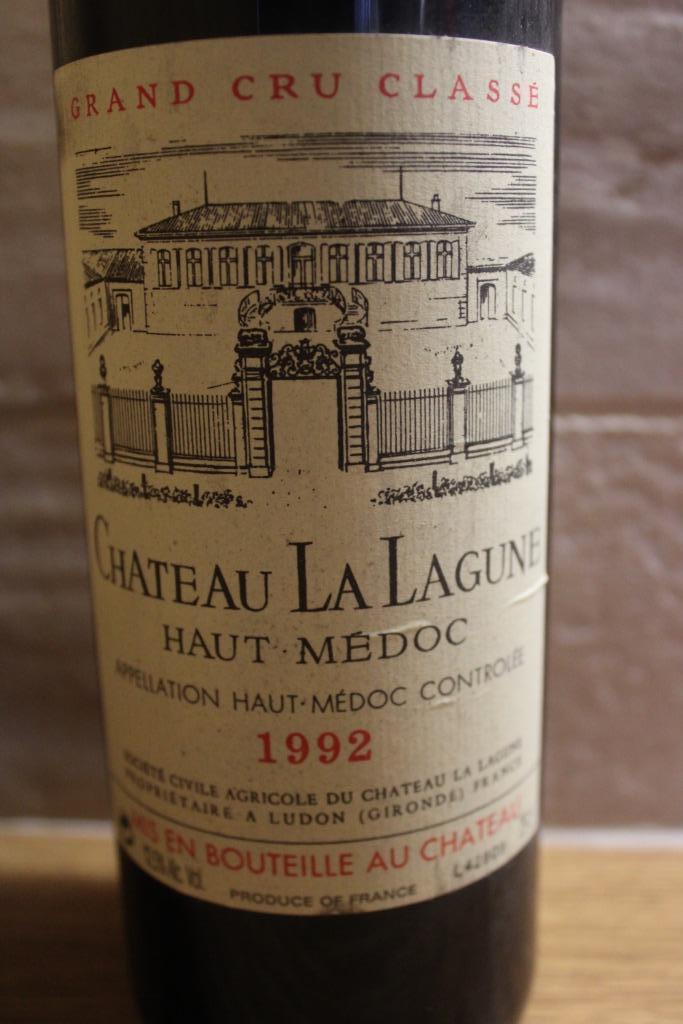 GRAND CRU CLASSÉ
CHATEAU LA LAGUNE
HAUT-MÉDOC
APPELLATION HAUT-MÉDOC CONTROLÉE
1992
SOCIÉTÉ CIVILE AGRICOLE DU CHATEAU LA LAGUNE
PROPRIÉTAIRE A LUDON (GIRONDE) FRANCE
MIS EN BOUTEILLE AU CHATEAU
PRODUCE OF FRANCE